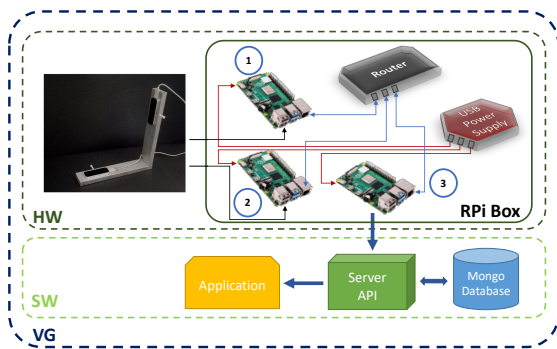 1
Router
USB
Power
Supply
2
3
RPi Box
HW
Application
Server
API
Mongo
Database
SW
VG